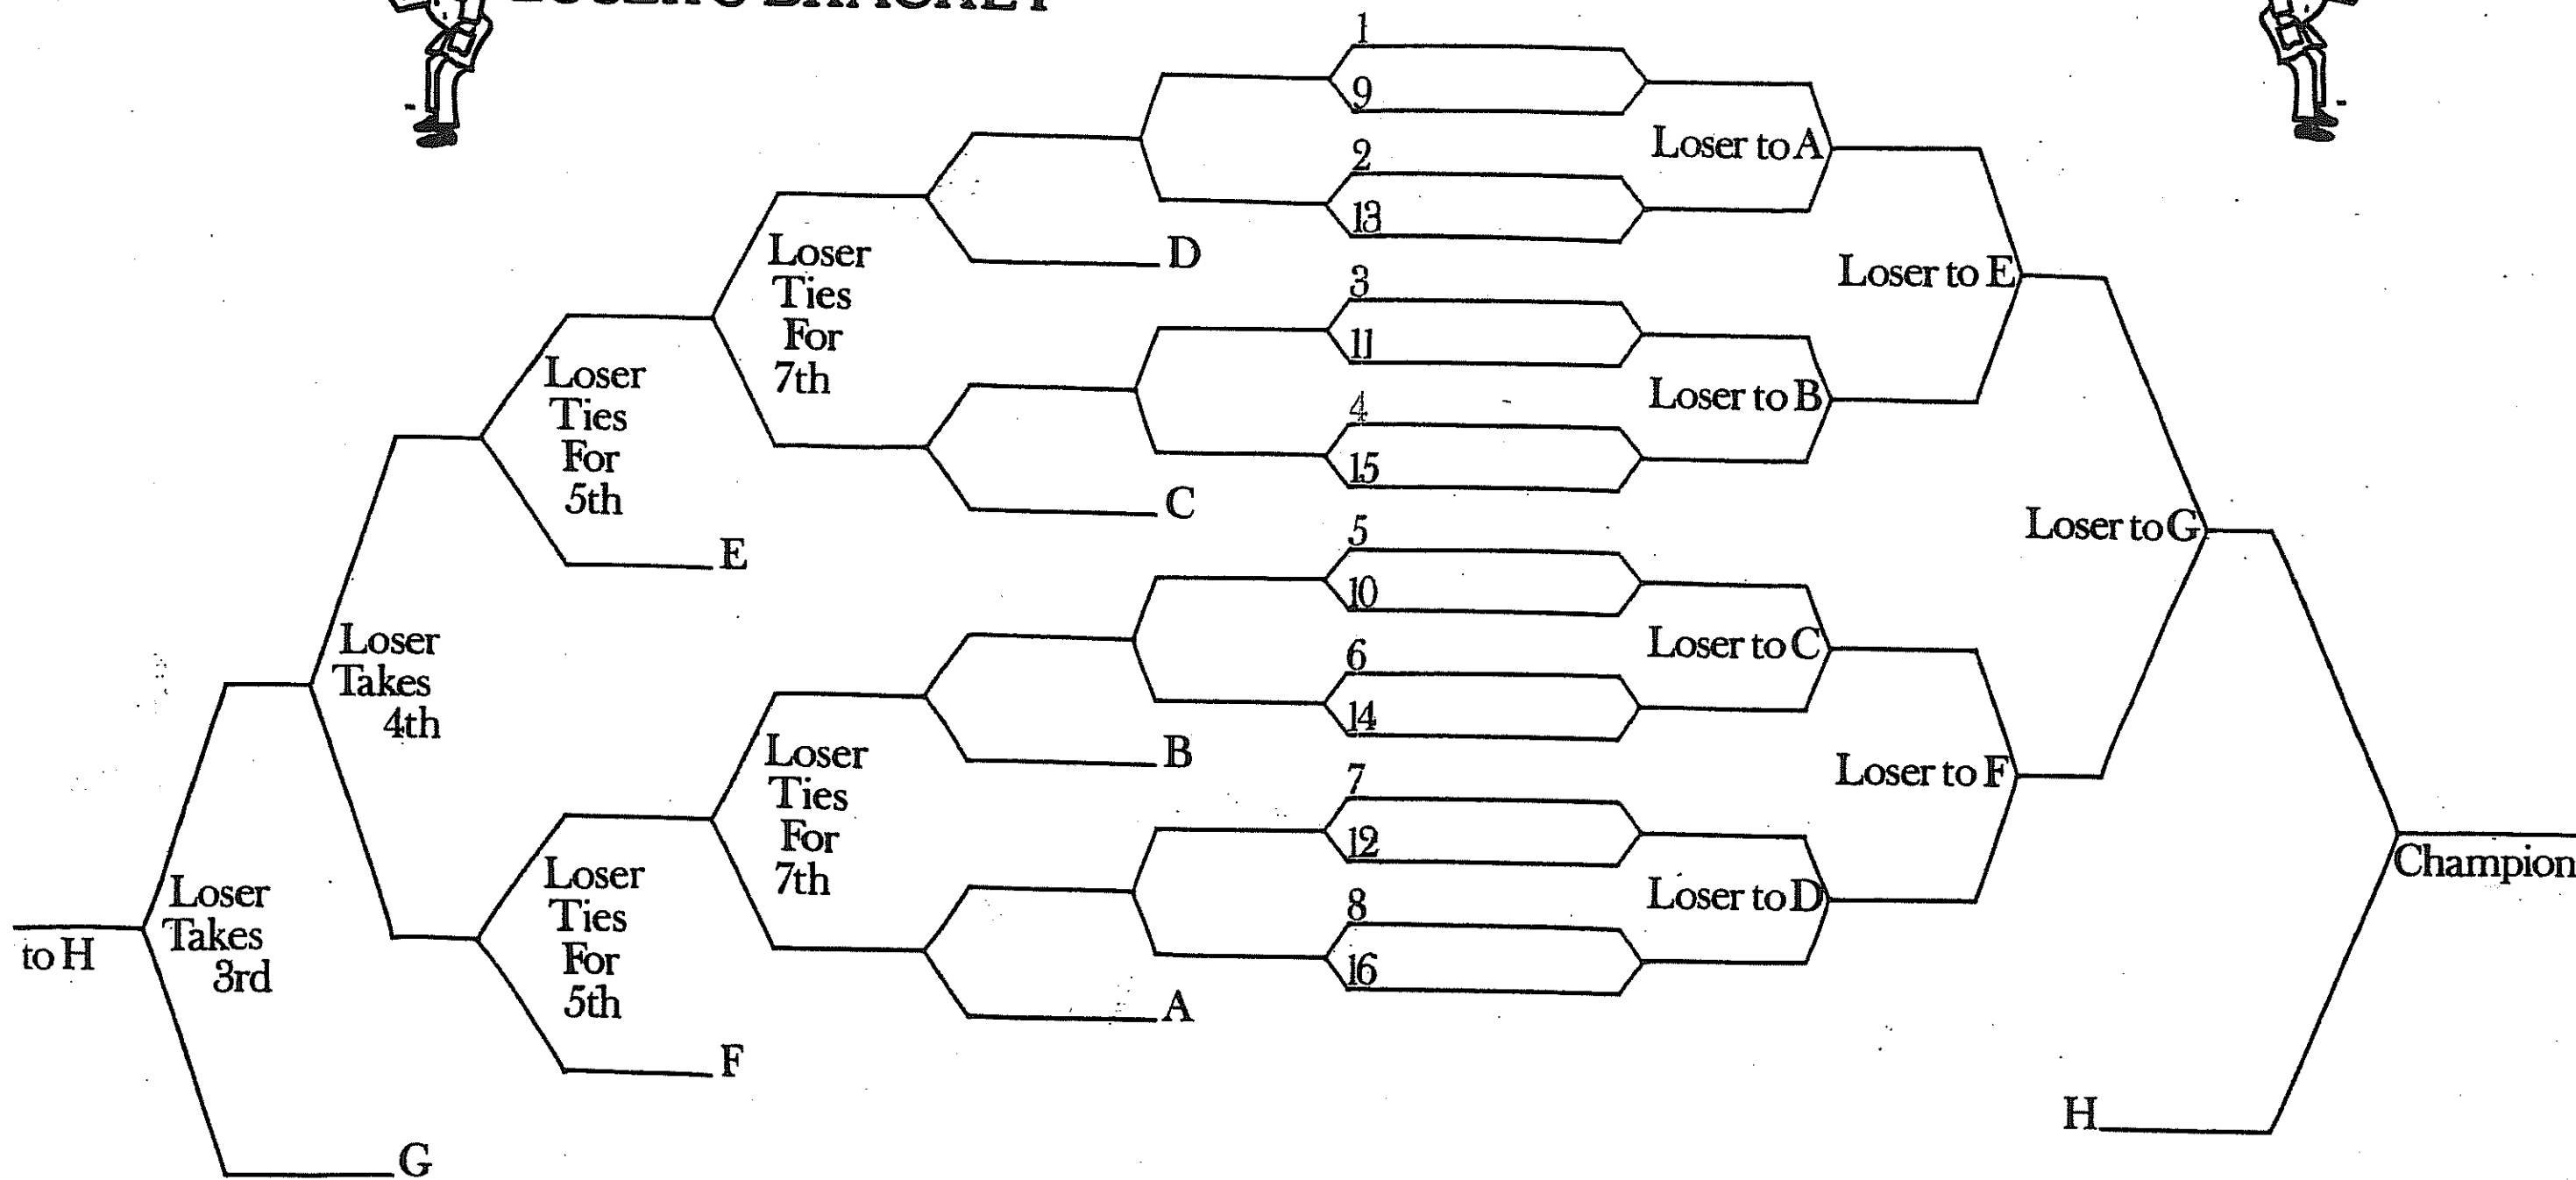 LOSER'S BRACKET
1
9
2
13
3
11
4
15
5
10
6
14
7
12
8
16
Loser to A
Loser to B
Loser to C
Loser to D
Loser to E
Loser to F
Loser to G
H
Champion
D
C
B
A
Loser
Ties
For
7th
Loser
Ties
For
7th
Loser
Ties
For
5th
Loser
Ties
For
5th
E
F
Loser
Takes
4th
Loser
Takes
3rd
G
to H